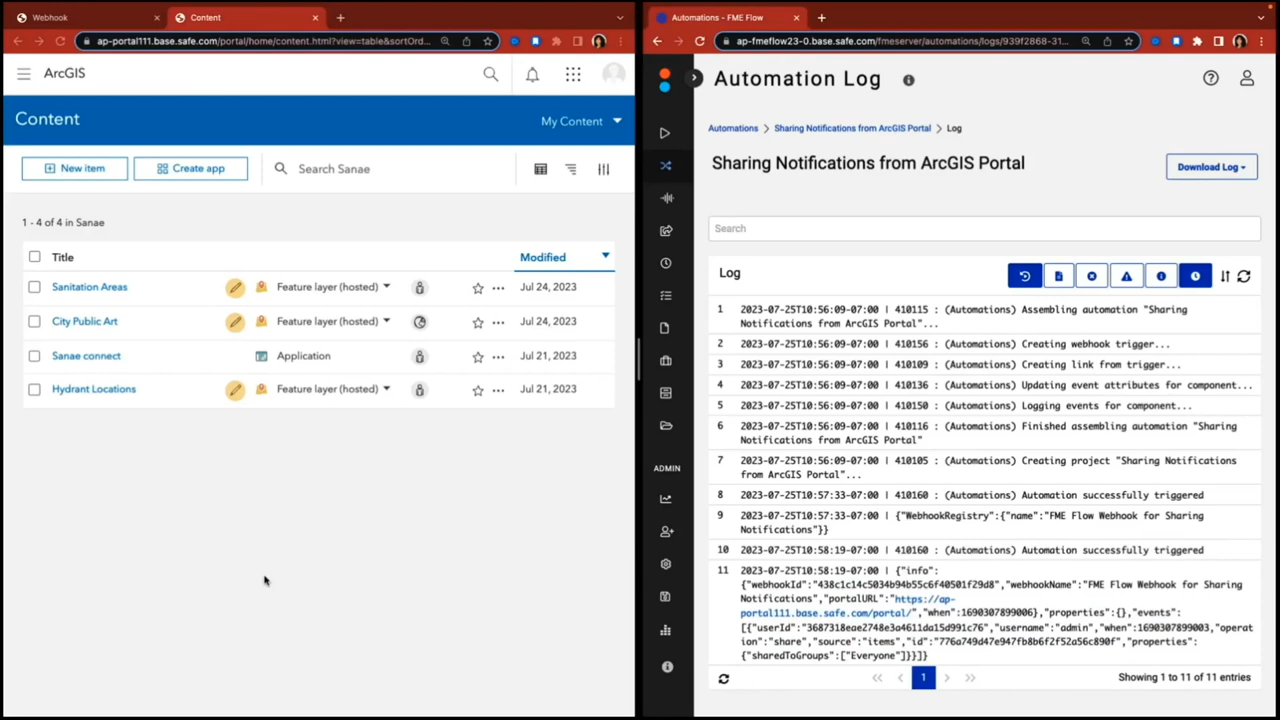 Webhook
Content
ap-portal111.base.safe.com/portal/home/content.html?view=table&sortOrd...
ArcGIS
Content
My Content
New item
Create app
Search Sanae
1 - 4 of 4 in Sanae
Title
Modified
Sanitation Areas
Feature layer (hosted)
Jul 24, 2023
City Public Art
Feature layer (hosted)
Jul 24, 2023
Sanae connect
Application
Jul 21, 2023
Hydrant Locations
Feature layer (hosted)
Jul 21, 2023
Automations - FME Flow
ap-fmeflow23-0.base.safe.com/fmeserver/automations/logs/939f2868-31...
Automation Log
Automations > Sharing Notifications from ArcGIS Portal > Log
Sharing Notifications from ArcGIS Portal
Download Log
Search
Log
ADMIN
1 2023-07-25T10:56:09-07:00 | 410115 : (Automations) Assembling automation "Sharing
Notifications from ArcGIS Portal"...
2 2023-07-25T10:56:09-07:00 | 410156 : (Automations) Creating webhook trigger...
3 2023-07-25T10:56:09-07:00 | 410109 : (Automations) Creating link from trigger...
4 2023-07-25T10:56:09-07:00 | 410136 : (Automations) Updating event attributes for component...
5 2023-07-25T10:56:09-07:00 | 410150 : (Automations) Logging events for component...
6 2023-07-25T10:56:09-07:00 | 410116 : (Automations) Finished assembling automation "Sharing
Notifications from ArcGIS Portal"
7 2023-07-25T10:56:09-07:00 | 410105 : (Automations) Creating project "Sharing Notifications
from ArcGIS Portal"...
8 2023-07-25T10:57:33-07:00 | 410160 : (Automations) Automation successfully triggered
9 2023-07-25T10:57:33-07:00 | {"WebhookRegistry":{"name":"FME Flow Webhook for Sharing
Notifications"}}
10 2023-07-25T10:58:19-07:00 | 410160 : (Automations) Automation successfully triggered
11 2023-07-25T10:58:19-07:00 | {"info":
{"webhookId":"438c1c14c5034b94b55c6f40501f29d8","webhookName":"FME Flow Webhook for Sharing
Notifications","portalURL":"https://ap-
portal111.base.safe.com/portal/","when":1690307899006},"properties":{},"events":
[{"userId":"3687318eae2748e3a4611da15d991c76","username":"admin","when":1690307899003,"operat
ion":"share","source":"items","id":"776a749d47e947fb8b6f2f52a56c890f","properties":
{"sharedToGroups":["Everyone"]}}]}
1
Showing 1 to 11 of 11 entries